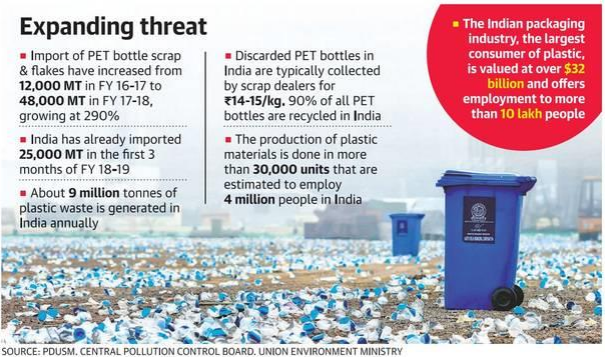 Expanding threat
▪ Import of PET bottle scrap
& flakes have increased from
12,000 MT in FY 16-17 to
48,000 MT in FY 17-18,
growing at 290%
▪ India has already imported
25,000 MT in the first 3
months of FY 18-19
▪ About 9 million tonnes of
plastic waste is generated in
India annually
▪ Discarded PET bottles in
India are typically collected
by scrap dealers for
₹14-15/kg. 90% of all PET
bottles are recycled in India
▪ The production of plastic
materials is done in more
than 30,000 units that are
estimated to employ
4 million people in India
▪ The Indian packaging
industry, the largest
consumer of plastic,
is valued at over $32
billion and offers
employment to more
than 10 lakh people
SOURCE: PDUSM. CENTRAL POLLUTION CONTROL BOARD. UNION ENVIRONMENT MINISTRY